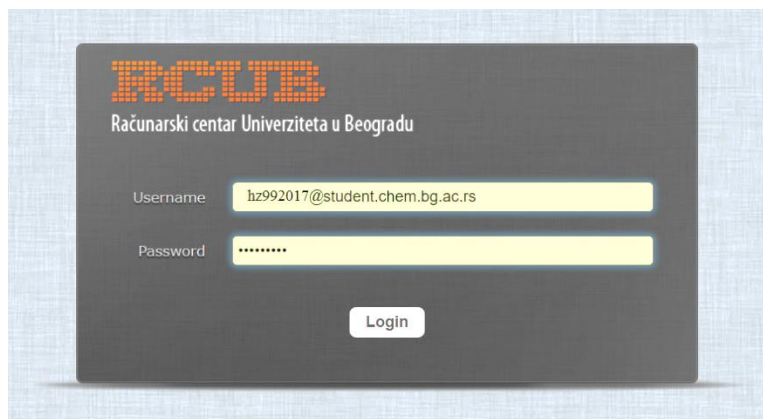 RCUB
Računarski centar Univerziteta u Beogradu
Username hz992017@student.chem.bg.ac.rs
Password •••••••••
Login